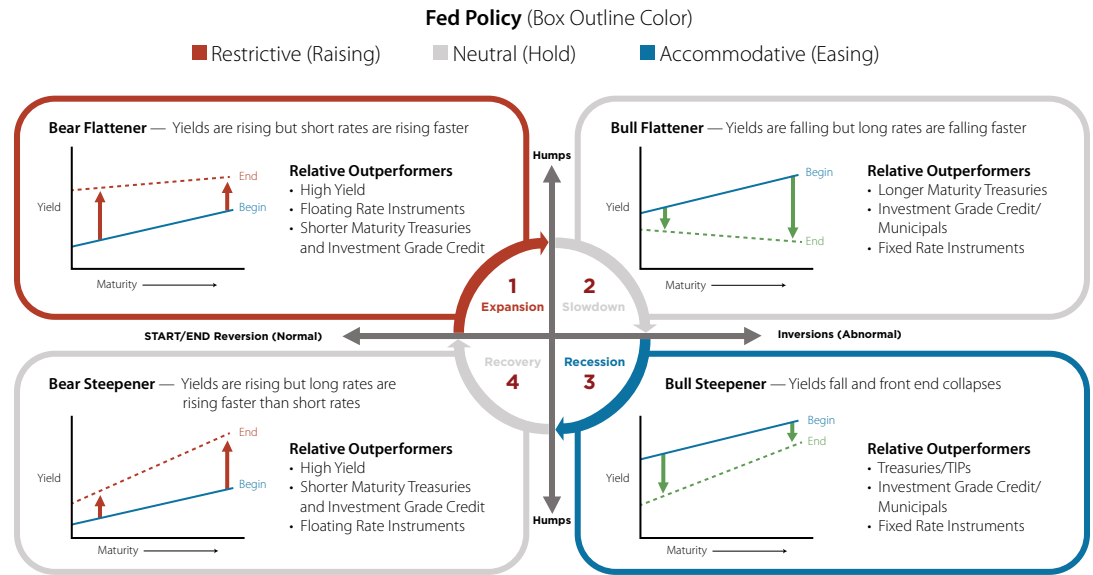 Fed Policy (Box Outline Color)
Restrictive (Raising)
Neutral (Hold)
Accommodative (Easing)
Bear Flattener — Yields are rising but short rates are rising faster
Yield
End
Begin
Maturity
Relative Outperformers
• High Yield
• Floating Rate Instruments
• Shorter Maturity Treasuries
and Investment Grade Credit
Bull Flattener — Yields are falling but long rates are falling faster
Yield
Begin
End
Maturity
Relative Outperformers
• Longer Maturity Treasuries
• Investment Grade Credit/
Municipals
• Fixed Rate Instruments
Humps
1
Expansion
2
Slowdown
START/END Reversion (Normal)
Inversions (Abnormal)
Recovery
4
Recession
3
Humps
Bear Steepener — Yields are rising but long rates are
rising faster than short rates
Yield
End
Begin
Maturity
Relative Outperformers
• High Yield
• Shorter Maturity Treasuries
and Investment Grade Credit
• Floating Rate Instruments
Bull Steepener — Yields fall and front end collapses
Yield
Begin
End
Maturity
Relative Outperformers
• Treasuries/TIPs
• Investment Grade Credit/
Municipals
• Fixed Rate Instruments